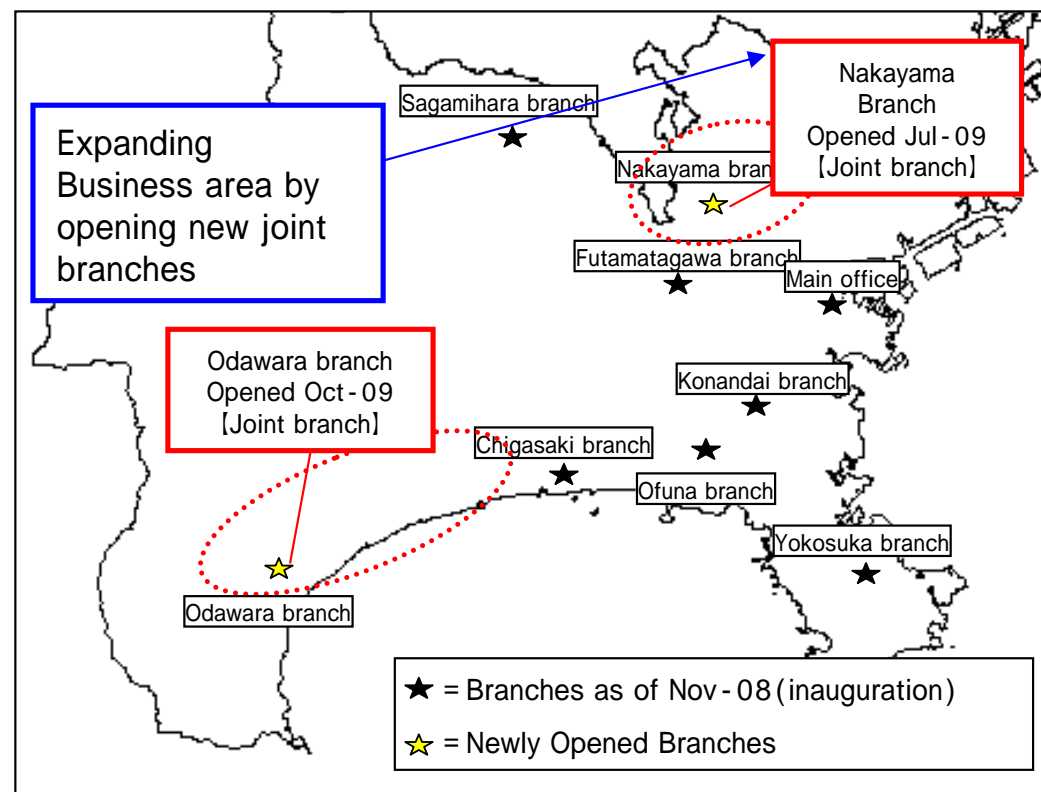 Sagamihara branch
Expanding
Business area by
opening new joint
branches
Nakayama
Branch
Opened Jul-09
【Joint branch】
Nakayama bran
Futamatagawa branch
Main office
Odawara branch
Opened Oct-09
【Joint branch】
Konandai branch
Chigasaki branch
Ofuna branch
Yokosuka branch
Odawara branch
★ = Branches as of Nov-08(inauguration)
★ = Newly Opened Branches